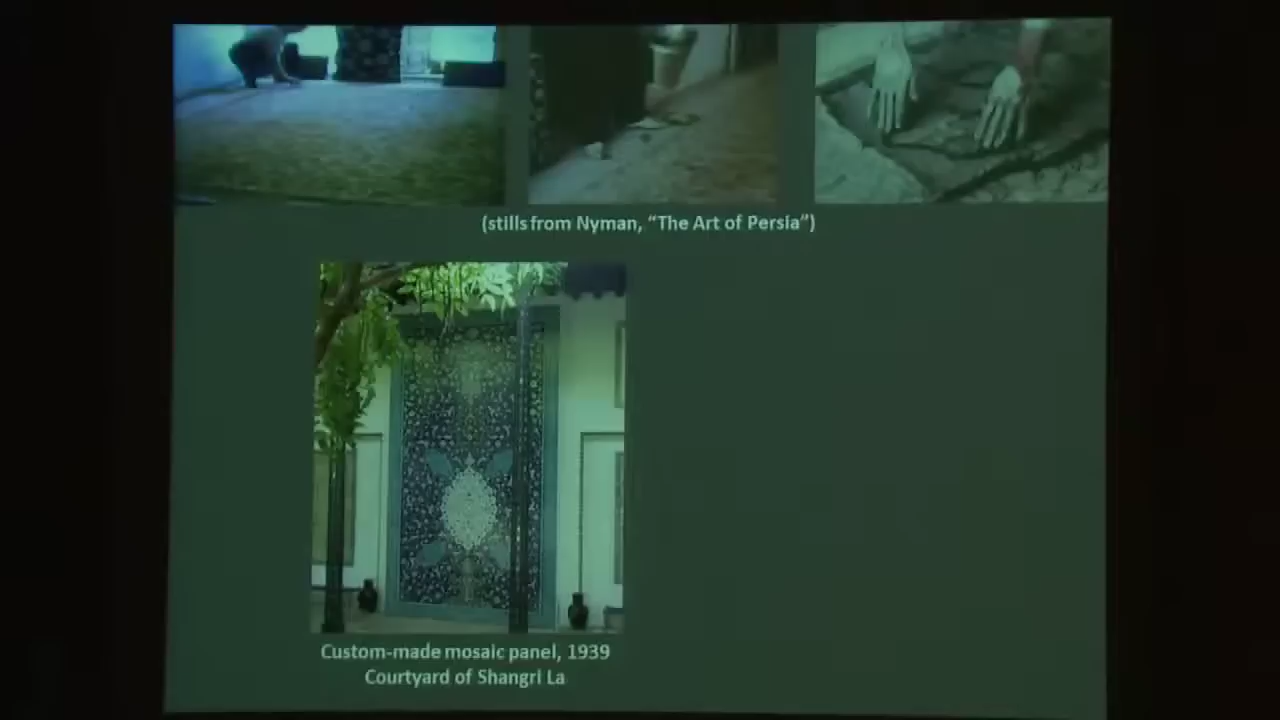 (stills from Nyman, “The Art of Persia”)
Custom-made mosaic panel, 1939
Courtyard of Shangri La